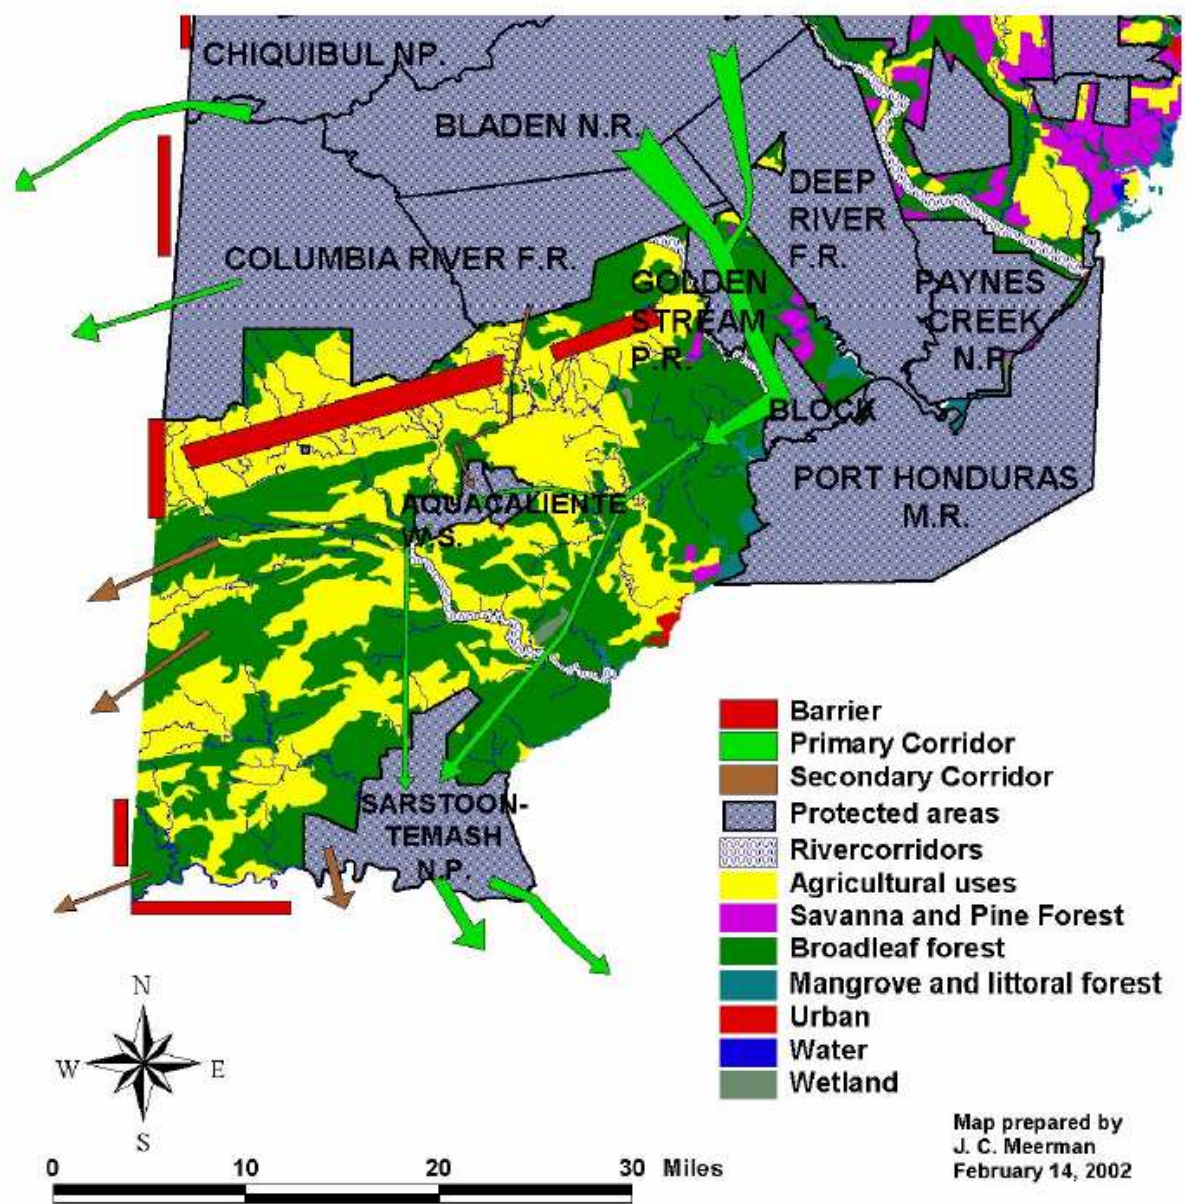 CHIQUIBUL NP.
BLADEN N.R.
DEEP
RIVER
F.R.
COLUMBIA RIVER F.R.
GOLDEN
STREAM
P.R.
PAYNES
CREEK
N.P
BLOCK
PORT HONDURAS
M.R.
AQUACALIENTE
W.S.
SARSTOON-
TEMASH
N.P.
Barrier
Primary Corridor
Secondary Corridor
Protected areas
Rivercorridors
Agricultural uses
Savanna and Pine Forest
Broadleaf forest
Mangrove and littoral forest
Urban
Water
Wetland
N
W E
S
Map prepared by
J. C. Meerman
February 14, 2002
0 10 20 30 Miles